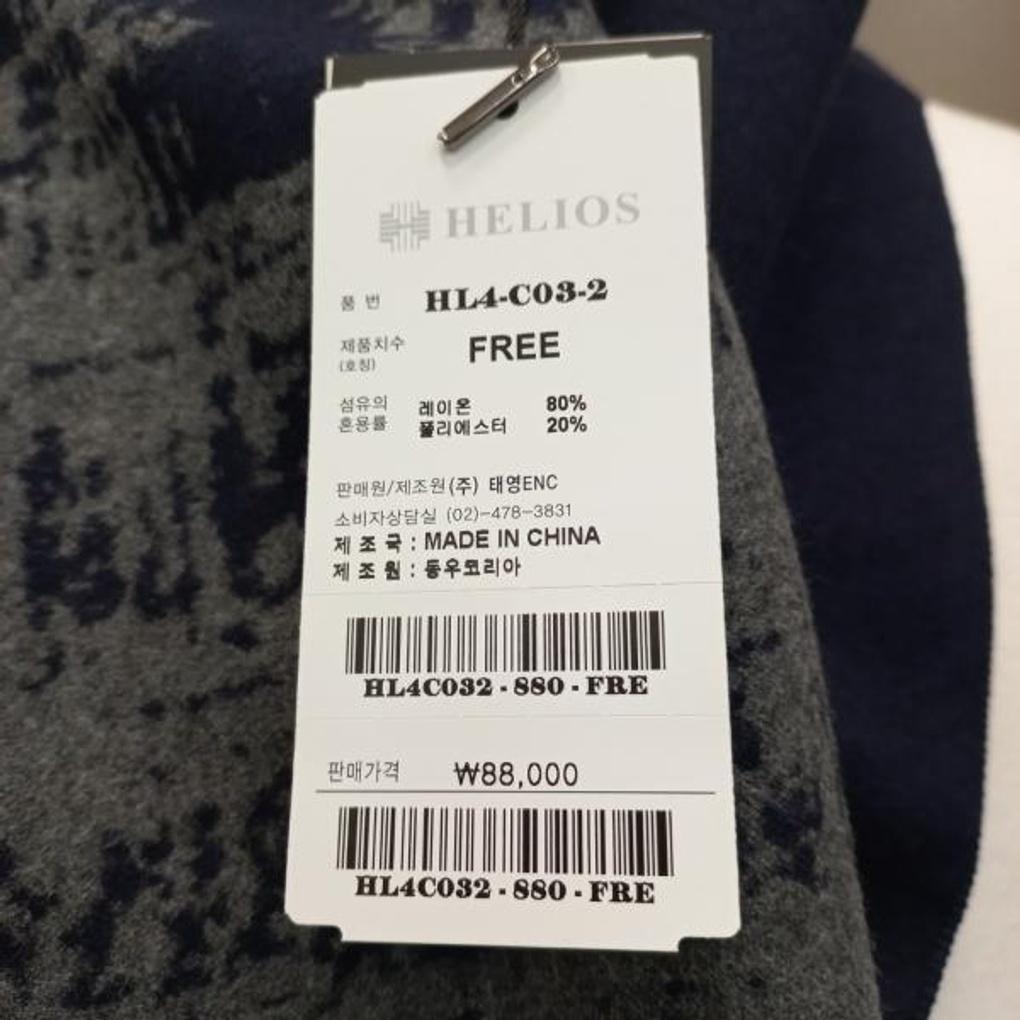 HELIOS
품 번 HL4-C03-2
제품치수 FREE
(호칭)
섬유의 레이온 80%
혼용률 폴리에스터 20%
판매원/제조원 (주) 태영ENC
소비자상담실 (02)-478-3831
제 조 국 : MADE IN CHINA
제 조 원 : 동우코리아
HL4C032 - 880 - FRE
판매가격 ₩88,000
HL4C032 - 880 - FRE